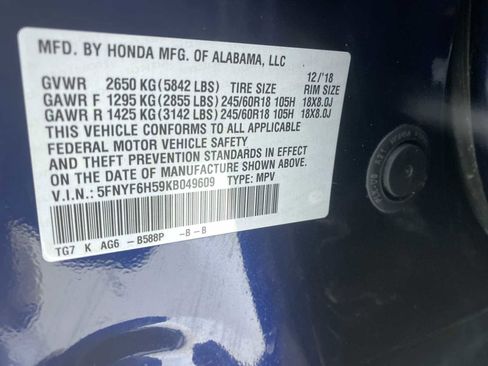 MFD. BY HONDA MFG. OF ALABAMA, LLC
12/'18
GVWR 2650 KG(5842 LBS) TIRE SIZE RIM SIZE
GAWR F 1295 KG(2855 LBS) 245/60R18 105H 18X8.0J
GAWR R 1425 KG(3142 LBS) 245/60R18 105H 18X8.0J
THIS VEHICLE CONFORMS TO ALL APPLICABLE
FEDERAL MOTOR VEHICLE SAFETY
AND THEFT PREVENTION STANDARDS IN EFFECT
ON THE DATE OF MANUFACTURE SHOWN ABOVE.
V.I.N.: 5FNYF6H59KB049609 TYPE: MPV
TG7 K AG6 -B588P -B-B